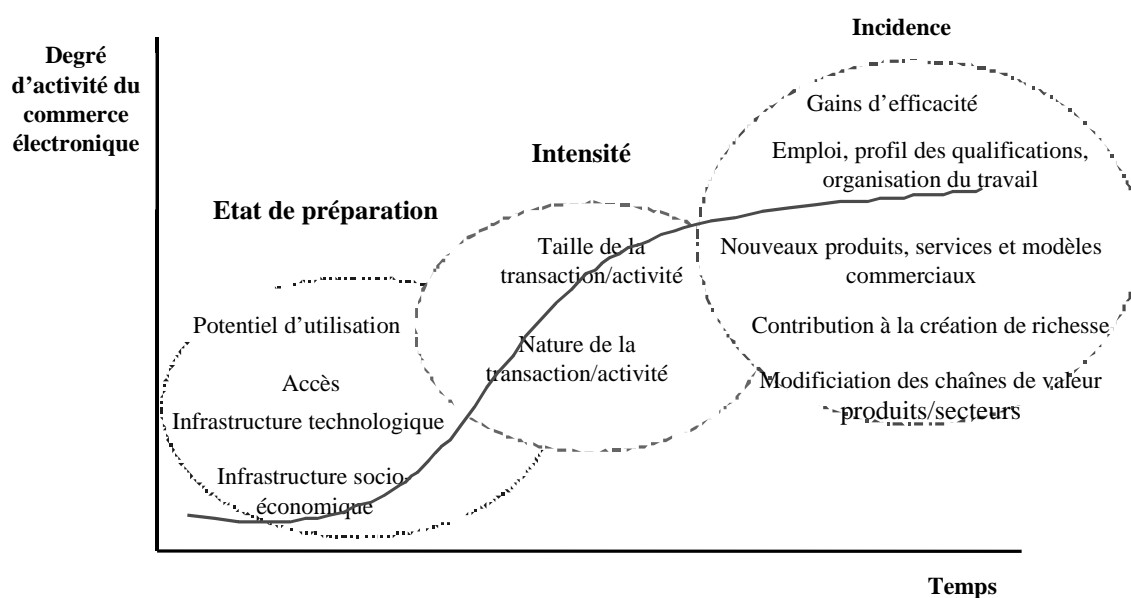 Incidence
Degré
d’activité du
commerce
électronique
Gains d’efficacité
Intensité
Emploi, profil des qualifications,
organisation du travail
Etat de préparation
Taille de la
transaction/activité
Nouveaux produits, services et modèles
commerciaux
Potentiel d’utilisation
Contribution à la création de richesse
Nature de la
transaction/activité
Accès
Modificiation des chaînes de valeur
produits/secteurs
Infrastructure technologique
Infrastructure socio-
économique
Temps